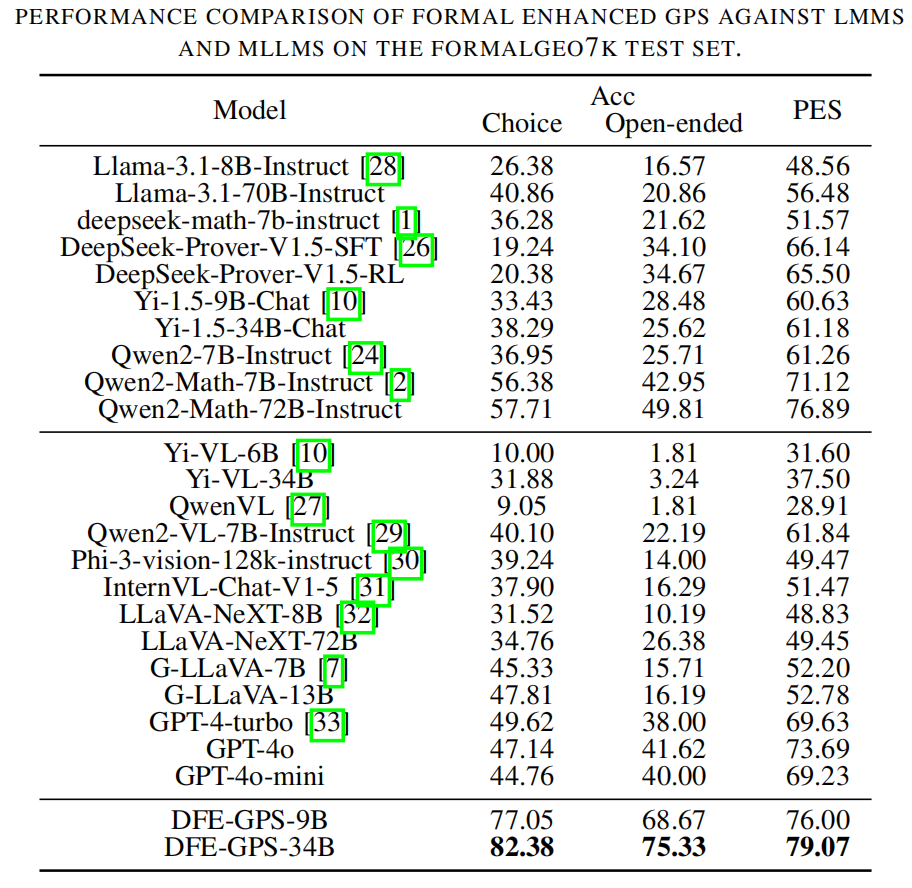 PERFORMANCE COMPARISON OF FORMAL ENHANCED GPS AGAINST LMMS
AND MLLMS ON THE FORMALGEO7K TEST SET.
Model Acc PES
Choice Open-ended
Llama-3.1-8B-Instruct [28] 26.38 16.57 48.56
Llama-3.1-70B-Instruct 40.86 20.86 56.48
deepseek-math-7b-instruct [1] 36.28 21.62 51.57
DeepSeek-Prover-V1.5-SFT [26] 19.24 34.10 66.14
DeepSeek-Prover-V1.5-RL 20.38 34.67 65.50
Yi-1.5-9B-Chat [10] 33.43 28.48 60.63
Yi-1.5-34B-Chat 38.29 25.62 61.18
Qwen2-7B-Instruct [24] 36.95 25.71 61.26
Qwen2-Math-7B-Instruct [2] 56.38 42.95 71.12
Qwen2-Math-72B-Instruct 57.71 49.81 76.89
Yi-VL-6B [10] 10.00 1.81 31.60
Yi-VL-34B 31.88 3.24 37.50
QwenVL [27] 9.05 1.81 28.91
Qwen2-VL-7B-Instruct [29] 40.10 22.19 61.84
Phi-3-vision-128k-instruct [30] 39.24 14.00 49.47
InternVL-Chat-V1-5 [31] 37.90 16.29 51.47
LLaVA-NeXT-8B [32] 31.52 10.19 48.83
LLaVA-NeXT-72B 34.76 26.38 49.45
G-LLaVA-7B [7] 45.33 15.71 52.20
G-LLaVA-13B 47.81 16.19 52.78
GPT-4-turbo [33] 49.62 38.00 69.63
GPT-4o 47.14 41.62 73.69
GPT-4o-mini 44.76 40.00 69.23
DFE-GPS-9B 77.05 68.67 76.00
DFE-GPS-34B 82.38 75.33 79.07